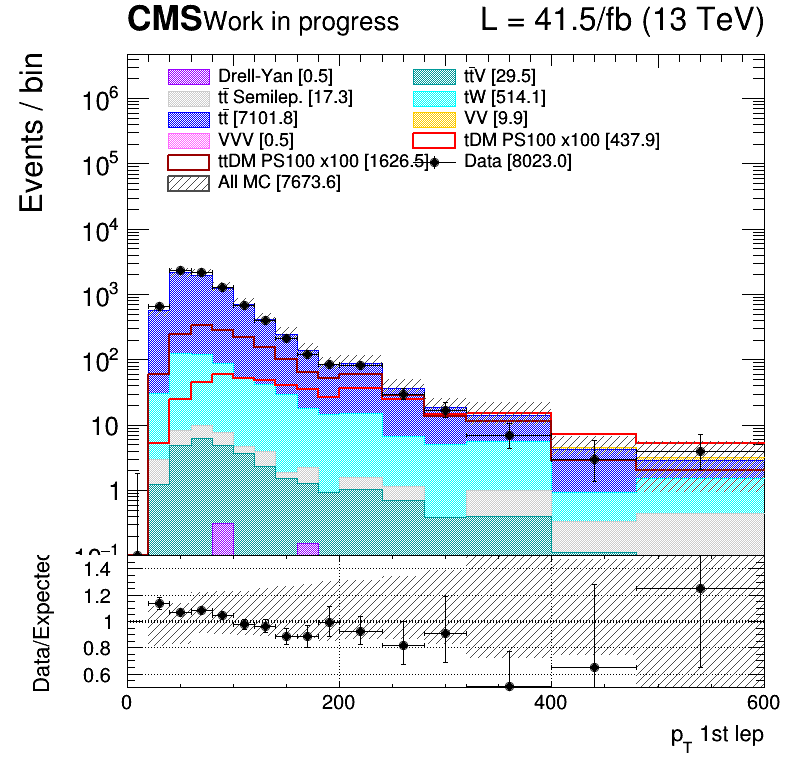 CMS Work in progress L = 41.5/fb (13 TeV)
Events / bin
Drell-Yan [0.5] tt̄V [29.5]
tt̄ Semilep. [17.3] tW [514.1]
tt̄ [7101.8] VV [9.9]
VVV [0.5] tDM PS100 x100 [437.9]
ttDM PS100 x100 [1626.5] Data [8023.0]
All MC [7673.6]
10⁶
10⁵
10⁴
10³
10²
10
1
10⁻¹
Data/Expected
1.4
1.2
1
0.8
0.6
0 200 400 600
p_T 1st lep